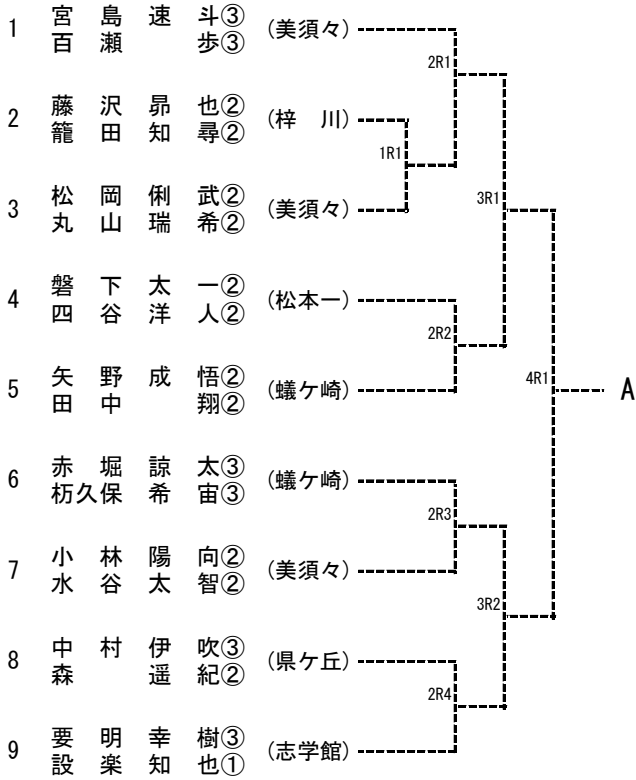 1 宮島速斗③ (美須々)
百瀬歩③
2R1
2 藤沢昴也② (梓川)
籠田知尋②
1R1
3 松岡俐武② (美須々)
丸山瑞希②
3R1
4 磐下太一② (松本一)
四谷洋人②
2R2
5 矢野成悟② (蟻ケ崎)
田中翔②
4R1
A
6 赤堀諒太③ (蟻ケ崎)
栃久保希宙③
2R3
7 小林陽向② (美須々)
水谷太智②
3R2
8 中村伊吹③ (県ケ丘)
森遥紀②
2R4
9 要明幸樹③ (志学館)
設楽知也①